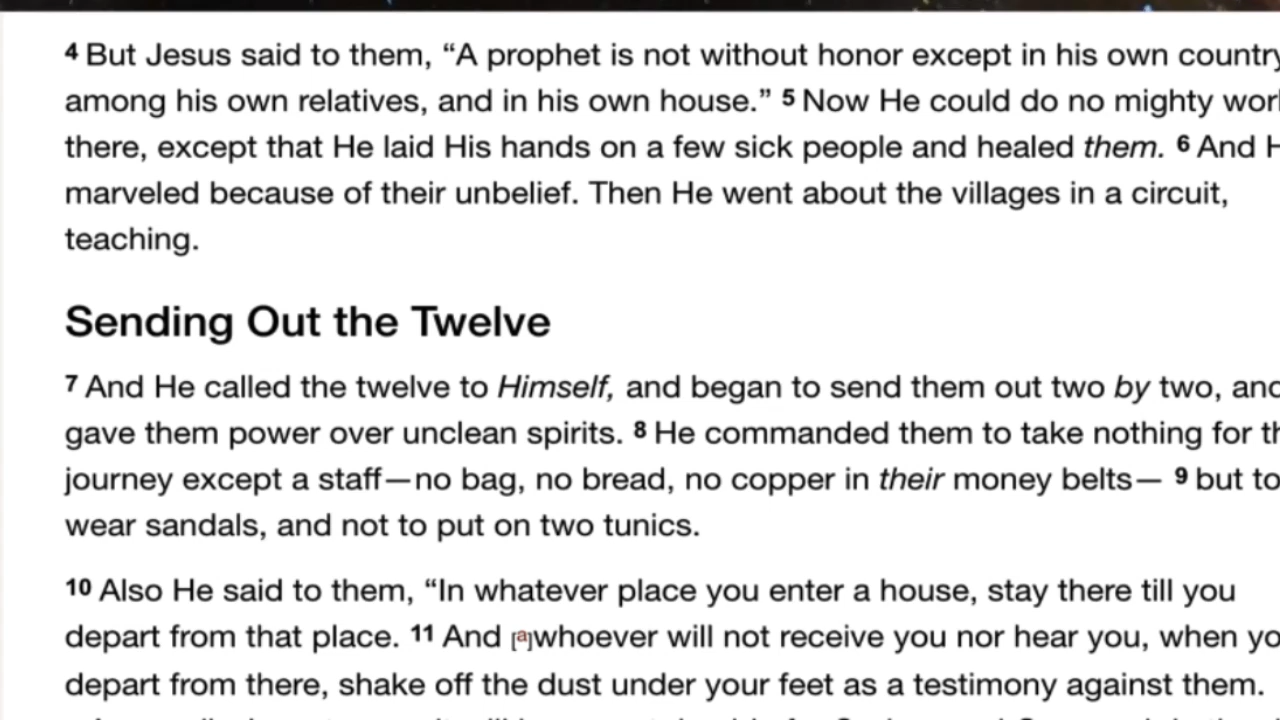 4 But Jesus said to them, “A prophet is not without honor except in his own country
among his own relatives, and in his own house.” 5 Now He could do no mighty
there, except that He laid His hands on a few sick people and healed them. 6 And
marveled because of their unbelief. Then He went about the villages in a circuit,
teaching.
Sending Out the Twelve
7 And He called the twelve to Himself, and began to send them out two by two, and
gave them power over unclean spirits. 8 He commanded them to take nothing for
journey except a staff—no bag, no bread, no copper in their money belts— 9 but to
wear sandals, and not to put on two tunics.
10 Also He said to them, “In whatever place you enter a house, stay there till you
depart from that place. 11 And [a]whoever will not receive you nor hear you, when
depart from there, shake off the dust under your feet as a testimony against them.